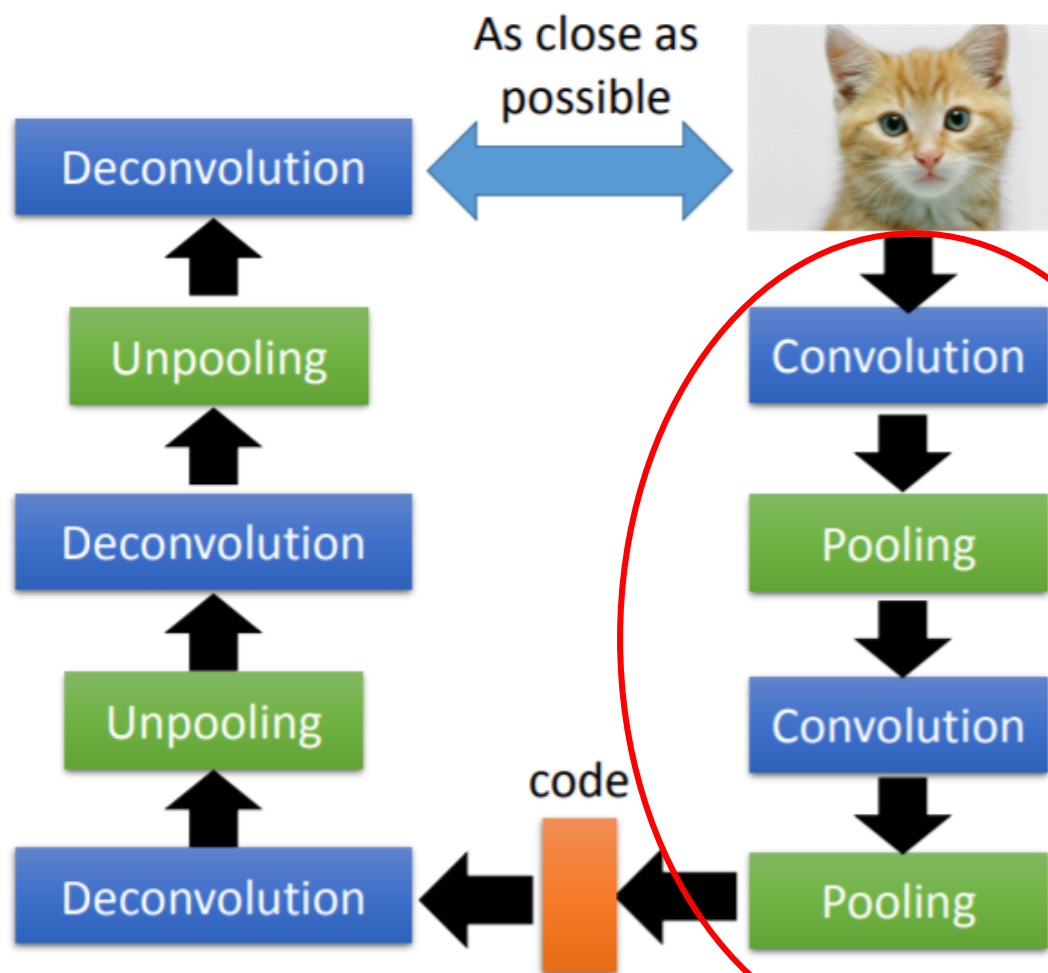 As close as
possible
Deconvolution
Unpooling
Deconvolution
Unpooling
Deconvolution
code
Convolution
Pooling
Convolution
Pooling